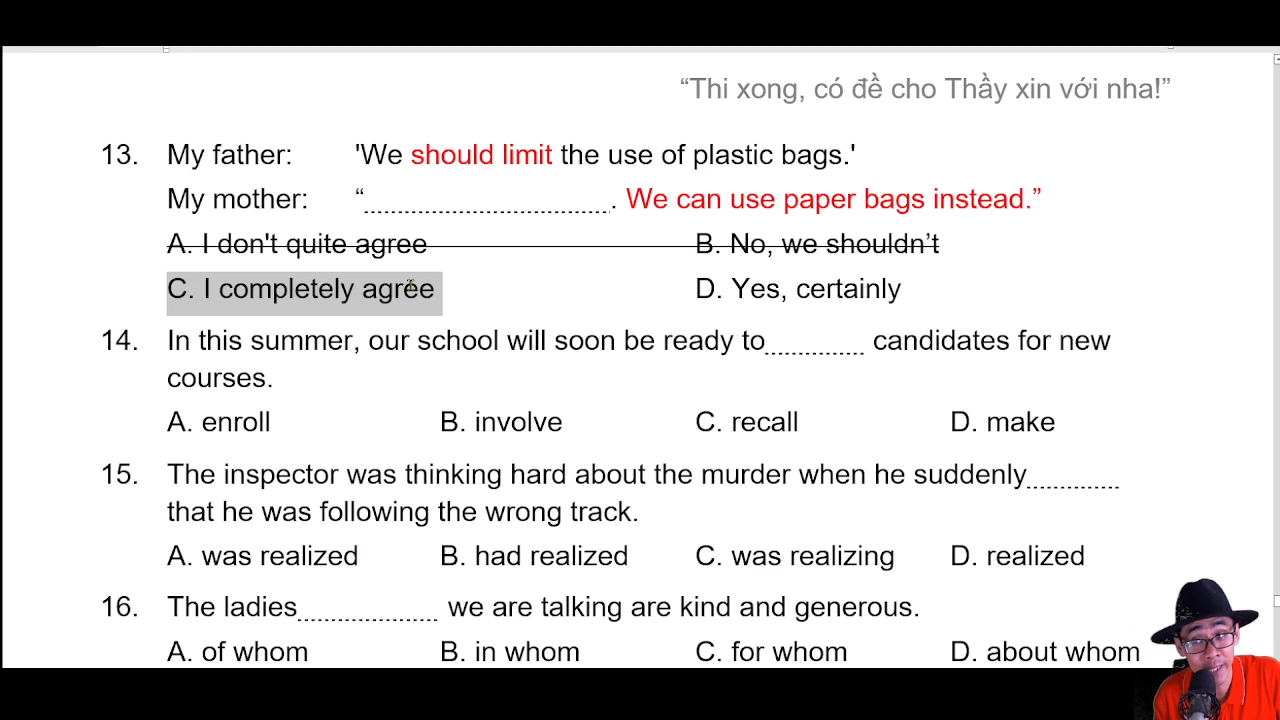 “Thi xong, có đề cho Thầy xin với nha!”
13. My father: 'We should limit the use of plastic bags.'
My mother: “............................. We can use paper bags instead.”
A. I don't quite agree B. No, we shouldn’t
C. I completely agree D. Yes, certainly
14. In this summer, our school will soon be ready to............. candidates for new
courses.
A. enroll B. involve C. recall D. make
15. The inspector was thinking hard about the murder when he suddenly............
that he was following the wrong track.
A. was realized B. had realized C. was realizing D. realized
16. The ladies................. we are talking are kind and generous.
A. of whom B. in whom C. for whom D. about whom